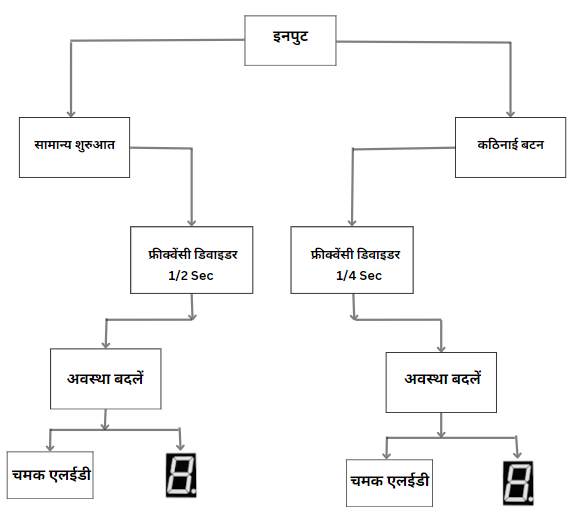 इनपुट
सामान्य शुरुआत
कठिनाई बटन
फ्रीक्वेंसी डिवाइडर
1/2 Sec
फ्रीक्वेंसी डिवाइडर
1/4 Sec
अवस्था बदलें
अवस्था बदलें
चमक एलईडी
चमक एलईडी